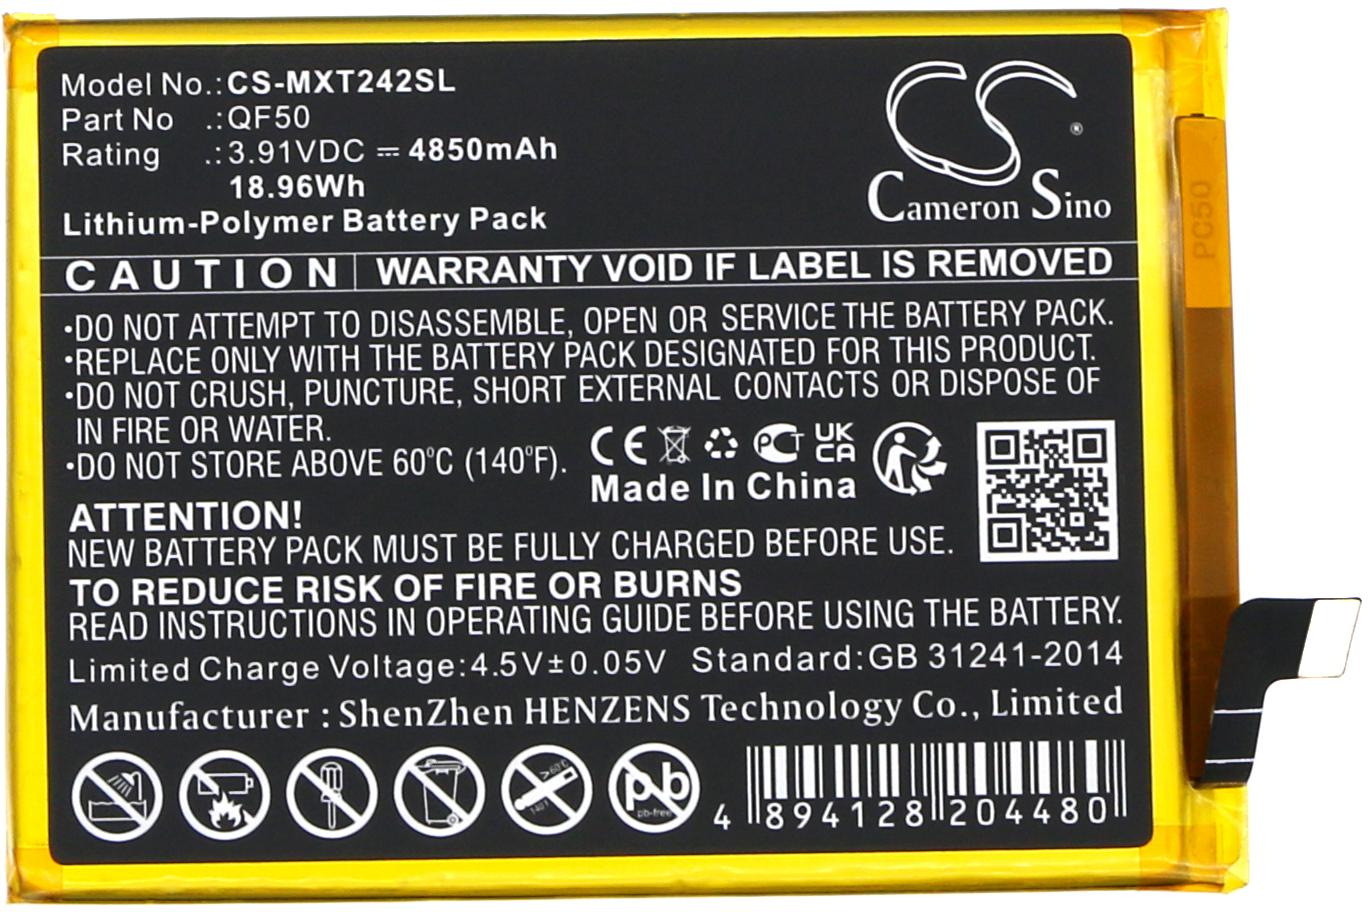 Model No.:CS-MXT242SL
Part No .:QF50
Rating .:3.91VDC ⎓ 4850mAh
18.96Wh
Lithium-Polymer Battery Pack
Cameron Sino
®
PC50
CAUTION WARRANTY VOID IF LABEL IS REMOVED
•DO NOT ATTEMPT TO DISASSEMBLE, OPEN OR SERVICE THE BATTERY PACK.
•REPLACE ONLY WITH THE BATTERY PACK DESIGNATED FOR THIS PRODUCT.
•DO NOT CRUSH, PUNCTURE, SHORT EXTERNAL CONTACTS OR DISPOSE OF
IN FIRE OR WATER.
•DO NOT STORE ABOVE 60°C (140°F).
CE PCT UK
CA
Made In China
ATTENTION!
NEW BATTERY PACK MUST BE FULLY CHARGED BEFORE USE.
TO REDUCE RISK OF FIRE OR BURNS
READ INSTRUCTIONS IN OPERATING GUIDE BEFORE USING THE BATTERY.
Limited Charge Voltage:4.5V±0.05V Standard:GB 31241-2014
Manufacturer : ShenZhen HENZENS Technology Co., Limited
>60°C
140°F
pb
pb-free
4 894128 204480